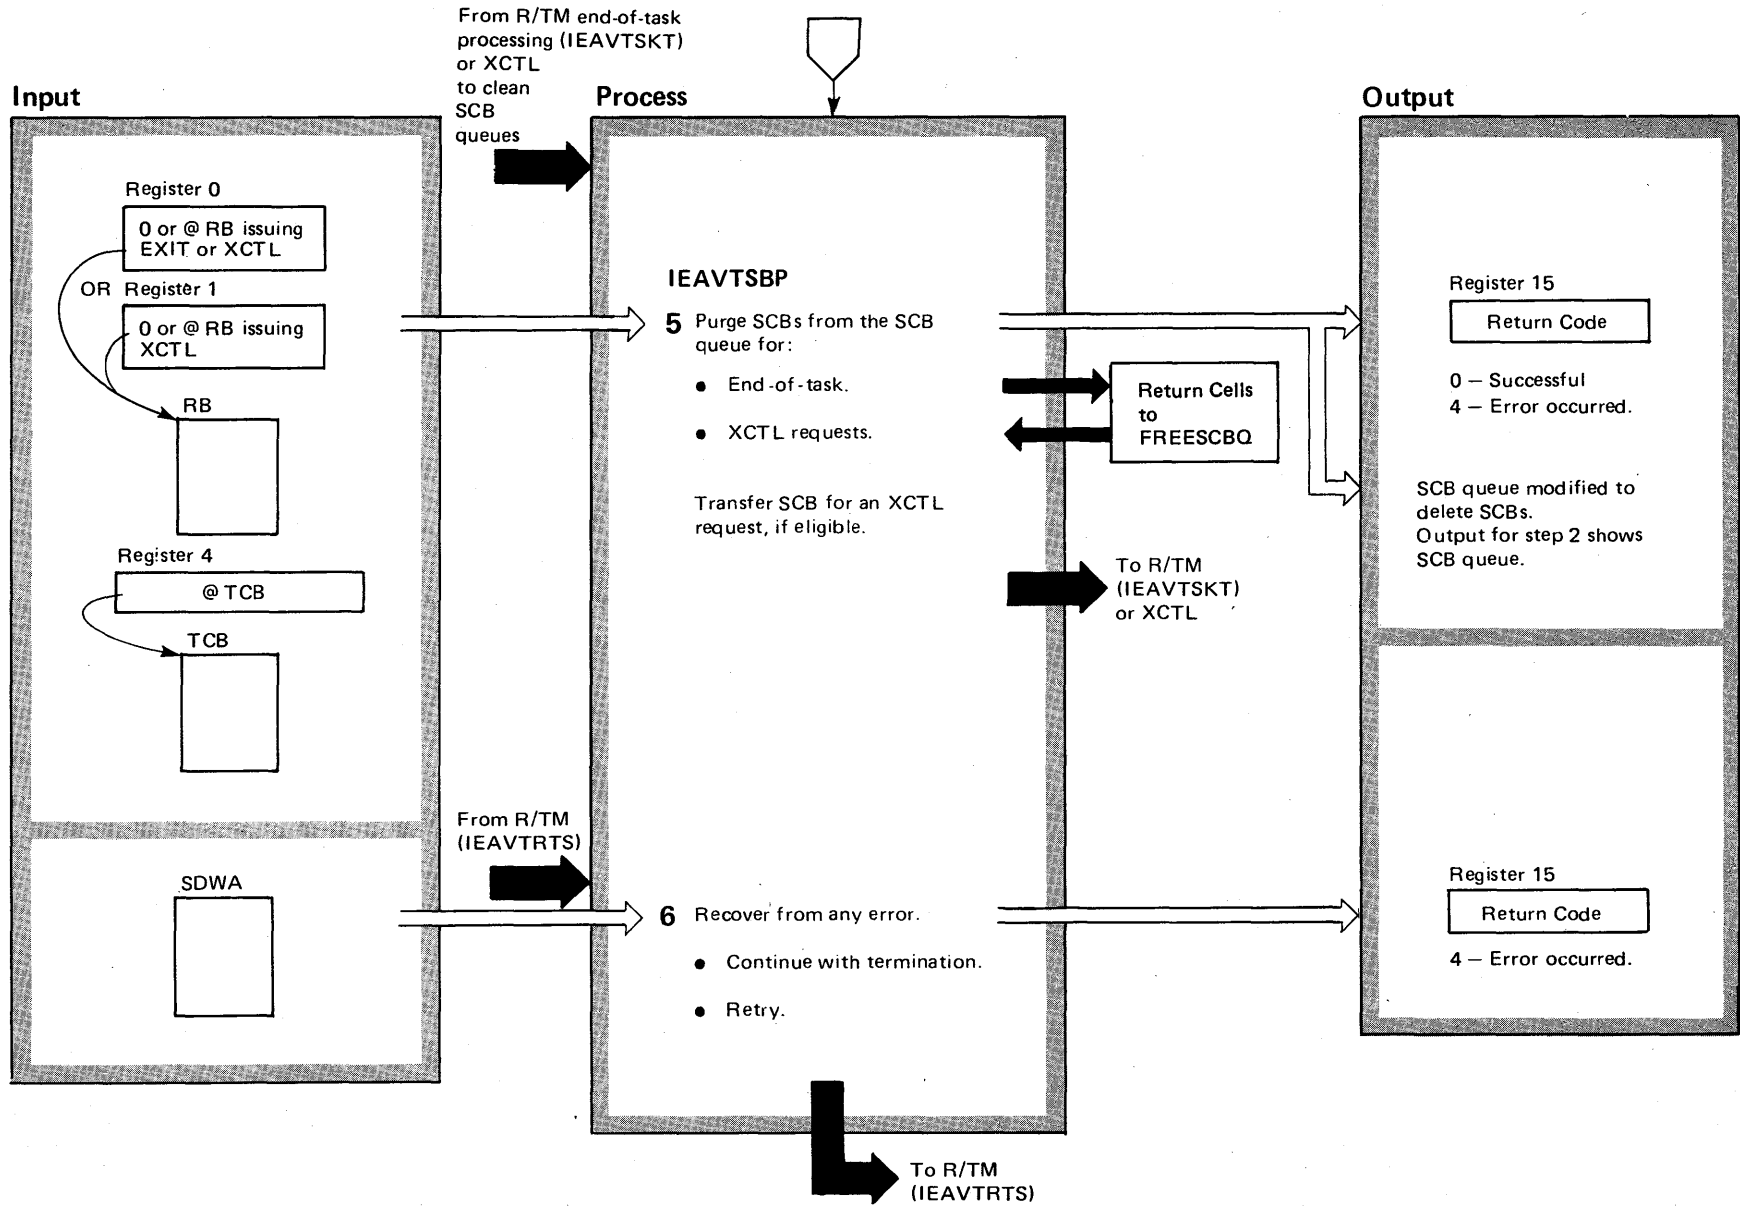 From R/TM end-of-task
processing (IEAVTSKT)
or XCTL
to clean
SCB
queues
Input
Process
Output
Register 0
0 or @ RB issuing
EXIT or XCTL
OR Register 1
0 or @ RB issuing
XCTL
RB
Register 4
@ TCB
TCB
IEAVTSBP
5 Purge SCBs from the SCB
queue for:
● End-of-task.
● XCTL requests.
Transfer SCB for an XCTL
request, if eligible.
Return Cells
to
FREESCBQ
To R/TM
(IEAVTSKT)
or XCTL
Register 15
Return Code
0 — Successful
4 — Error occurred.
SCB queue modified to
delete SCBs.
Output for step 2 shows
SCB queue.
From R/TM
(IEAVTRTS)
SDWA
6 Recover from any error.
● Continue with termination.
● Retry.
Register 15
Return Code
4 — Error occurred.
To R/TM
(IEAVTRTS)